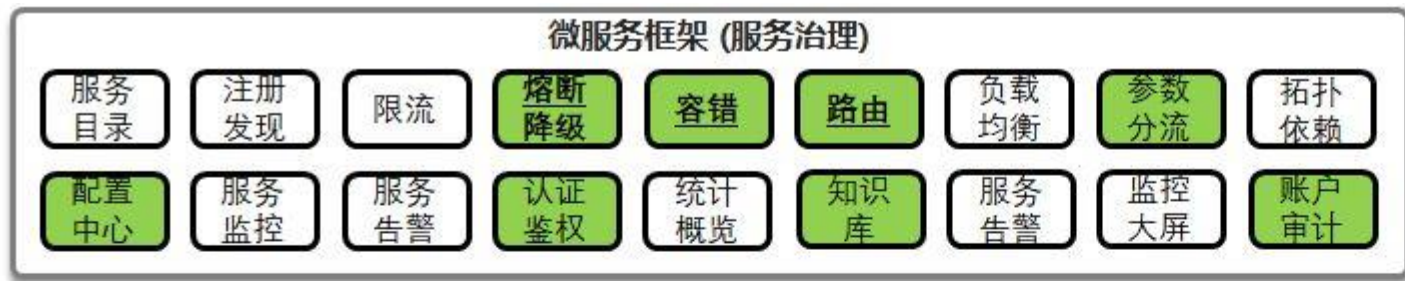 微服务框架 (服务治理)
服务
目录
注册
发现
限流
熔断
降级
容错
路由
负载
均衡
参数
分流
拓扑
依赖
配置
中心
服务
监控
服务
告警
认证
鉴权
统计
概览
知识
库
服务
告警
监控
大屏
账户
审计